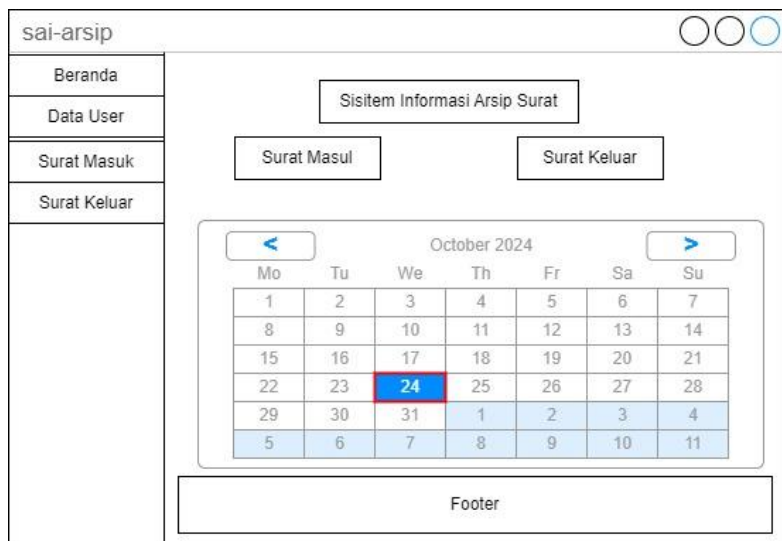 sai-arsip
Beranda
Data User
Surat Masuk
Surat Keluar
Sisitem Informasi Arsip Surat
Surat Masul
Surat Keluar
< October 2024 >
Mo Tu We Th Fr Sa Su
1 2 3 4 5 6 7
8 9 10 11 12 13 14
15 16 17 18 19 20 21
22 23 24 25 26 27 28
29 30 31 1 2 3 4
5 6 7 8 9 10 11
Footer